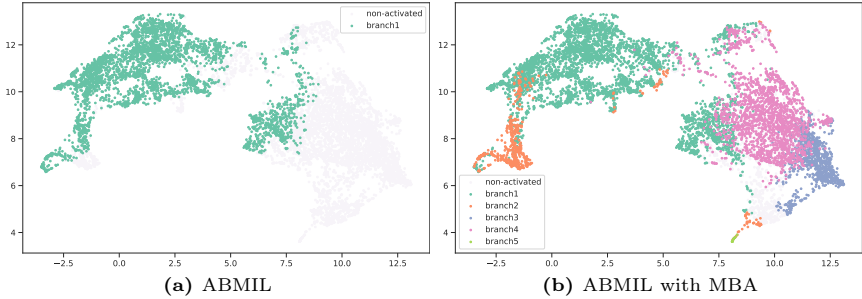 non-activated
branch1
12
10
8
6
4
−2.5
0.0
2.5
5.0
7.5
10.0
12.5
(a) ABMIL
non-activated
branch1
branch2
branch3
branch4
branch5
12
10
8
6
4
−2.5
0.0
2.5
5.0
7.5
10.0
12.5
(b) ABMIL with MBA